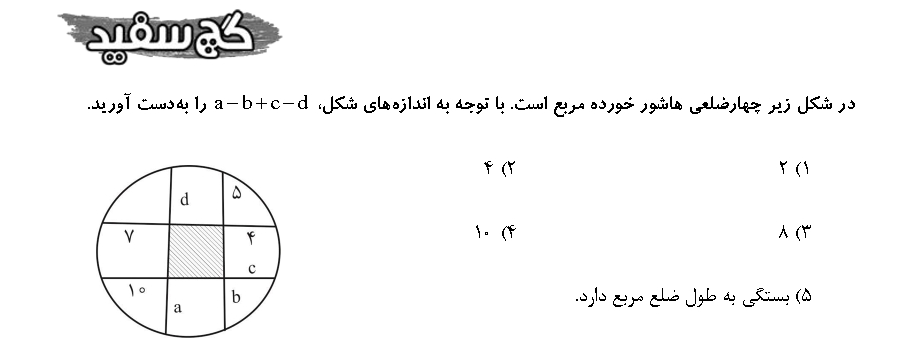 گچ سفید
در شکل زیر چهارضلعی هاشور خورده مربع است. با توجه به اندازه‌های شکل، a−b+c−d را به‌دست آورید.
۱) ۲ ۲) ۴
۳) ۸ ۴) ۱۰
۵) بستگی به طول ضلع مربع دارد.
d ۵
۷ ۴
c
۱۰ a b